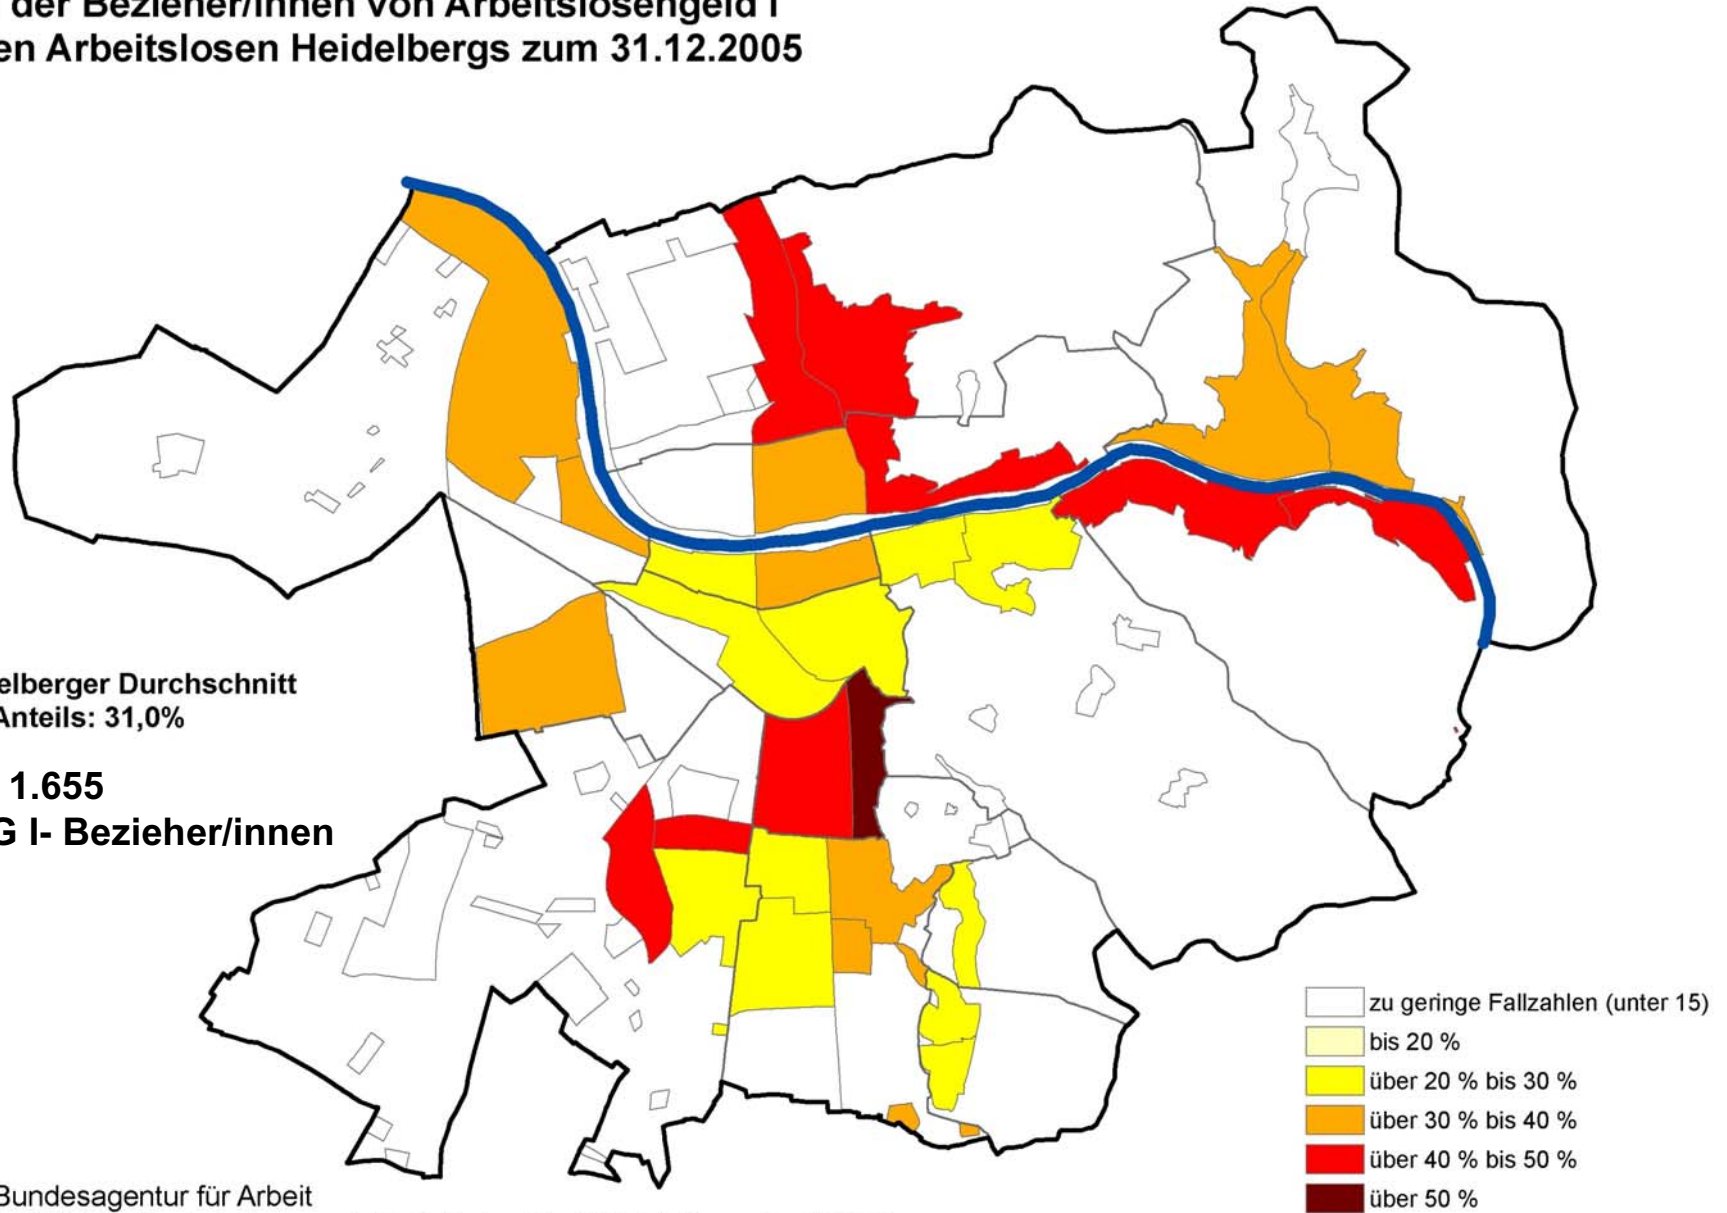 der Bezieher/innen von Arbeitslosengeld I
en Arbeitslosen Heidelbergs zum 31.12.2005
elberger Durchschnitt
Anteils: 31,0%
1.655
G I- Bezieher/innen
zu geringe Fallzahlen (unter 15)
bis 20 %
über 20 % bis 30 %
über 30 % bis 40 %
über 40 % bis 50 %
über 50 %
Bundesagentur für Arbeit